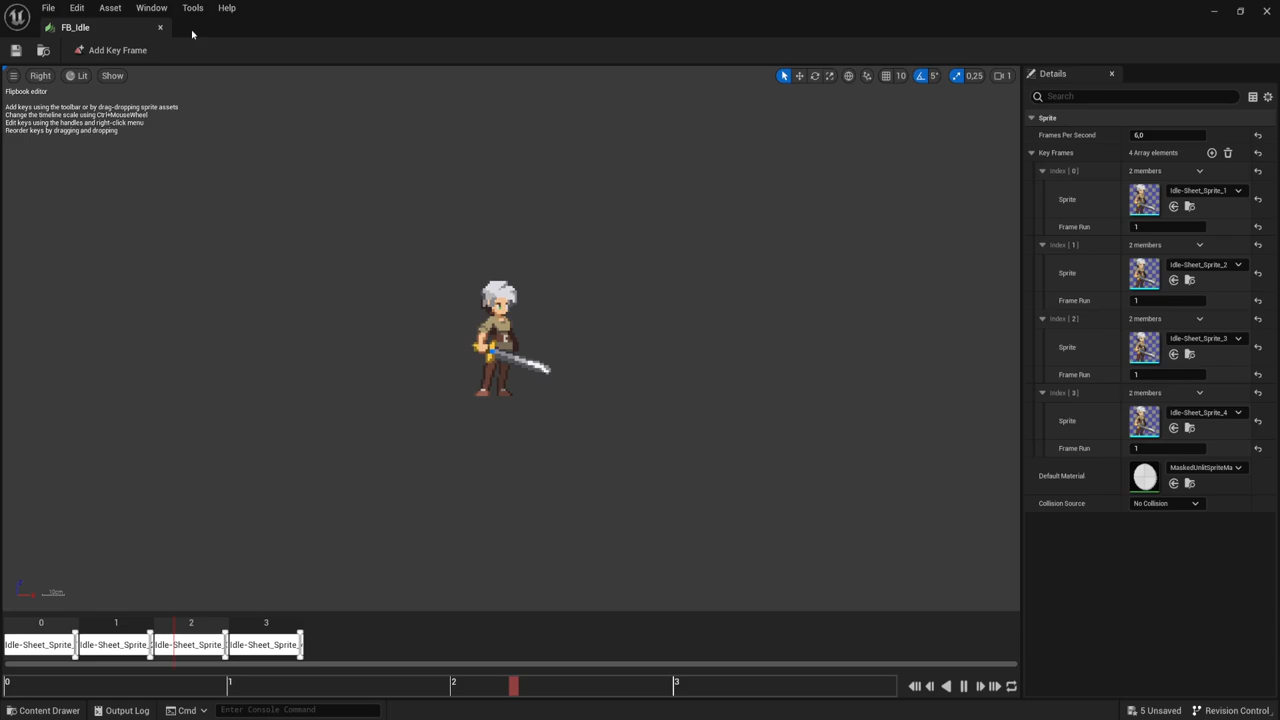 File Edit Asset Window Tools Help
FB_Idle
Add Key Frame
Right Lit Show
10 5° 0,25 1
Flipbook editor
Add keys using the toolbar or by drag-dropping sprite assets
Change the timeline scale using Ctrl+MouseWheel
Edit keys using the handles and right-click menu
Reorder keys by dragging and dropping
Details
Search
Sprite
Frames Per Second 6,0
Key Frames 4 Array elements
Index [ 0 ] 2 members
Sprite Idle-Sheet_Sprite_1
Frame Run 1
Index [ 1 ] 2 members
Sprite Idle-Sheet_Sprite_2
Frame Run 1
Index [ 2 ] 2 members
Sprite Idle-Sheet_Sprite_3
Frame Run 1
Index [ 3 ] 2 members
Sprite Idle-Sheet_Sprite_4
Frame Run 1
Default Material MaskedUnlitSpriteMa
Collision Source No Collision
10cm
0 1 2 3
Idle-Sheet_Sprite_ Idle-Sheet_Sprite_ Idle-Sheet_Sprite_ Idle-Sheet_Sprite_
0 1 2 3
Content Drawer Output Log Cmd Enter Console Command 5 Unsaved Revision Control